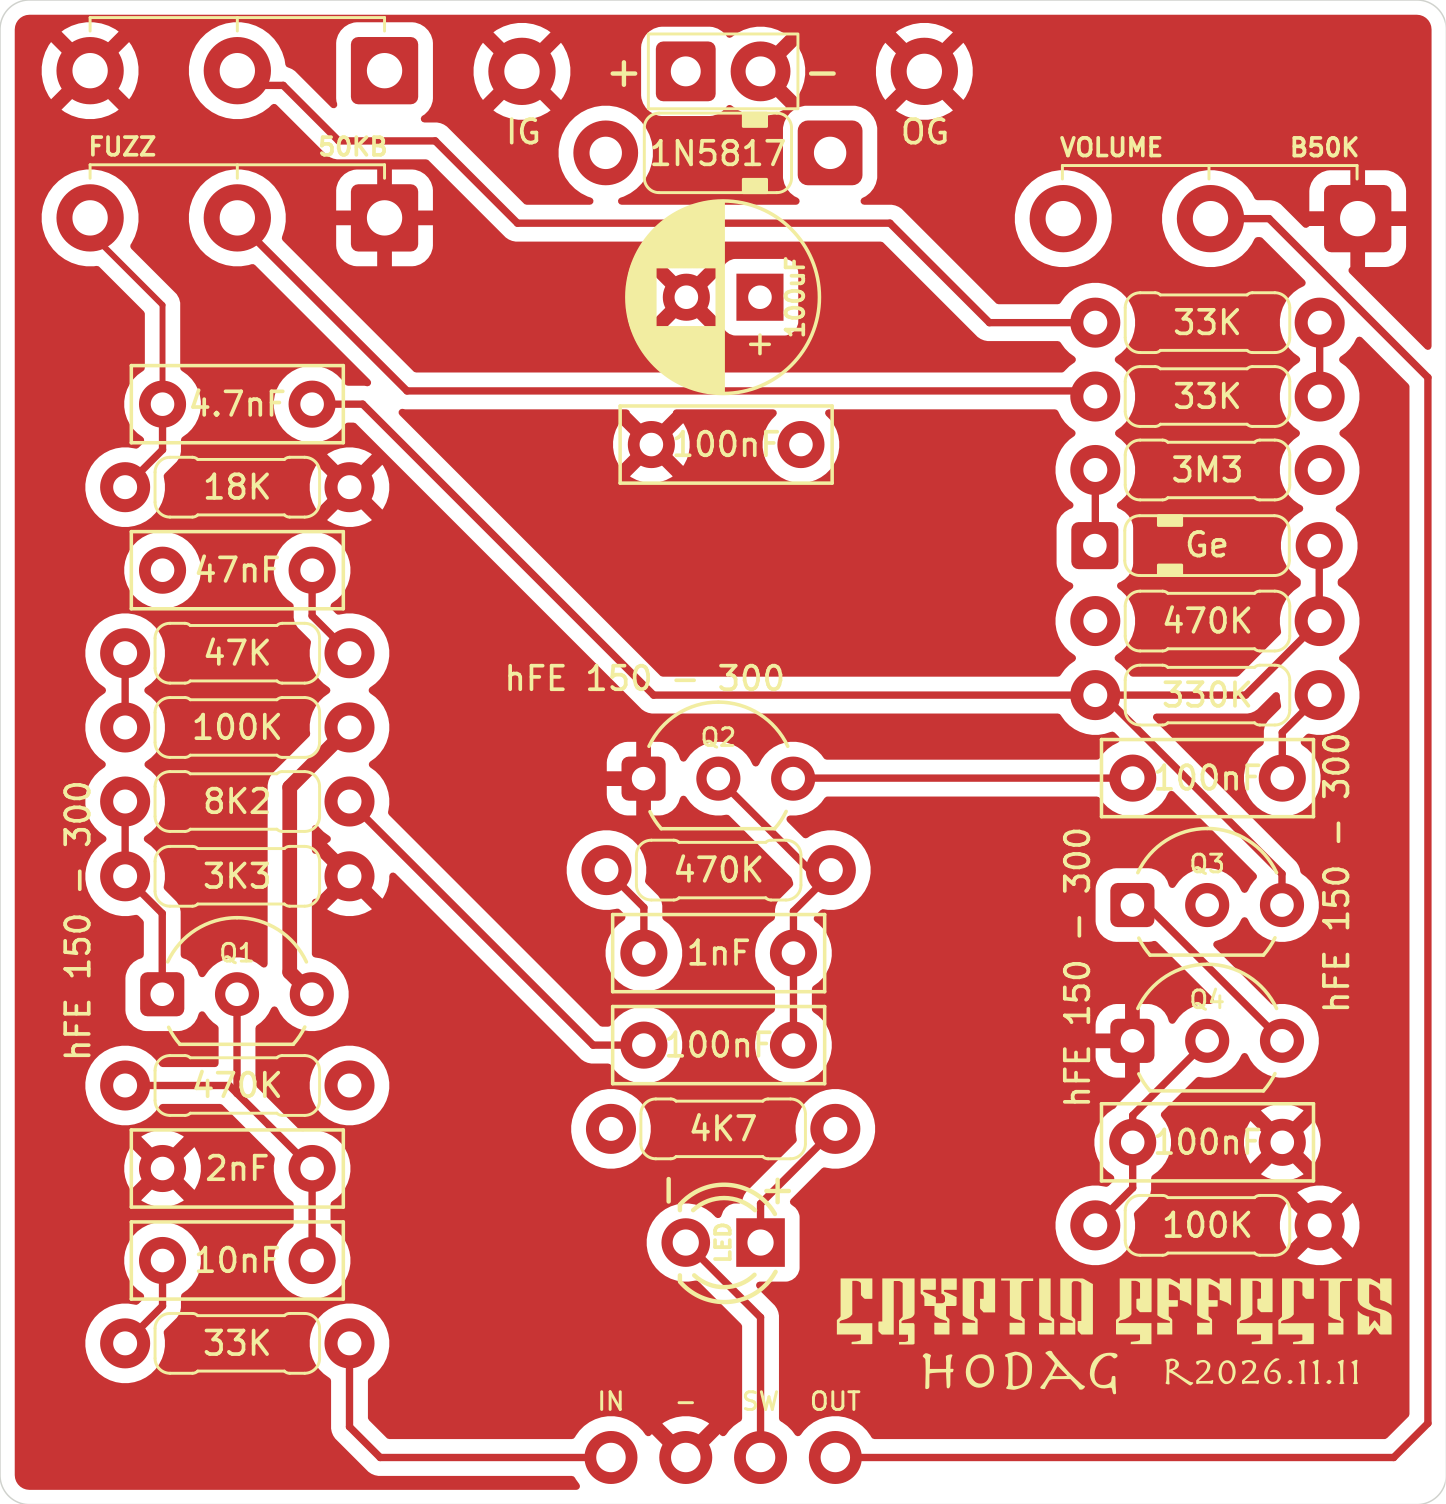 + −
IG OG
1N5817
FUZZ 50KB
VOLUME B50K
100uF
+
33K
33K
4.7nF
100nF
3M3
18K
Ge
47nF
470K
47K
hFE 150 - 300
330K
100K
Q2
100nF
hFE 150 - 300
8K2
hFE 150 - 300
3K3
470K
Q3
hFE 150 - 300
Q1
1nF
Q4
100nF
470K
4K7
100nF
2nF
- +
100K
LED
10nF
CRYPTIC EFFECTS
33K
HODAG R2026.11.11
IN - SW OUT